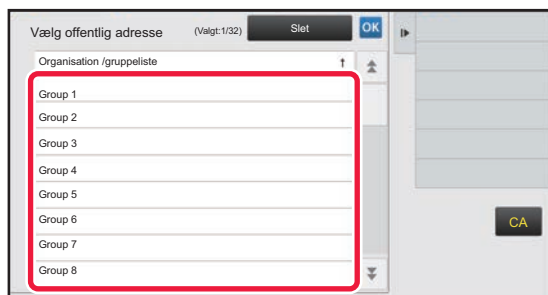 Vælg offentlig adresse (Valgt:1/32) Slet OK
Organisation /gruppeliste ↑
Group 1
Group 2
Group 3
Group 4
Group 5
Group 6
Group 7
Group 8
CA